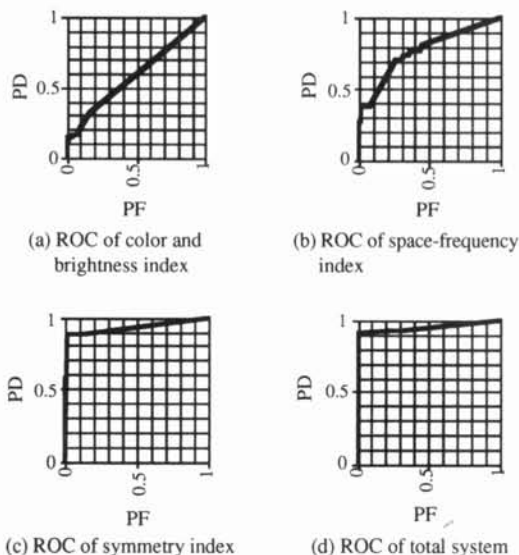 1
PD
0.5
0
0
0.5
1
PF
(a) ROC of color and
brightness index
1
PD
0.5
0
0
0.5
1
PF
(b) ROC of space-frequency
index
1
PD
0.5
0
0
0.5
1
PF
(c) ROC of symmetry index
1
PD
0.5
0
0
0.5
1
PF
(d) ROC of total system